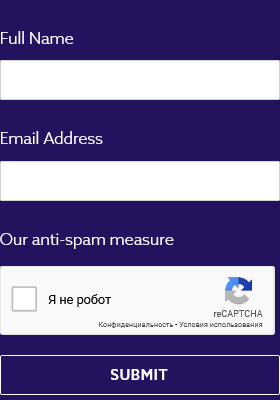 Full Name
Email Address
Our anti-spam measure
Я не робот
reCAPTCHA
Конфиденциальность • Условия использования
SUBMIT